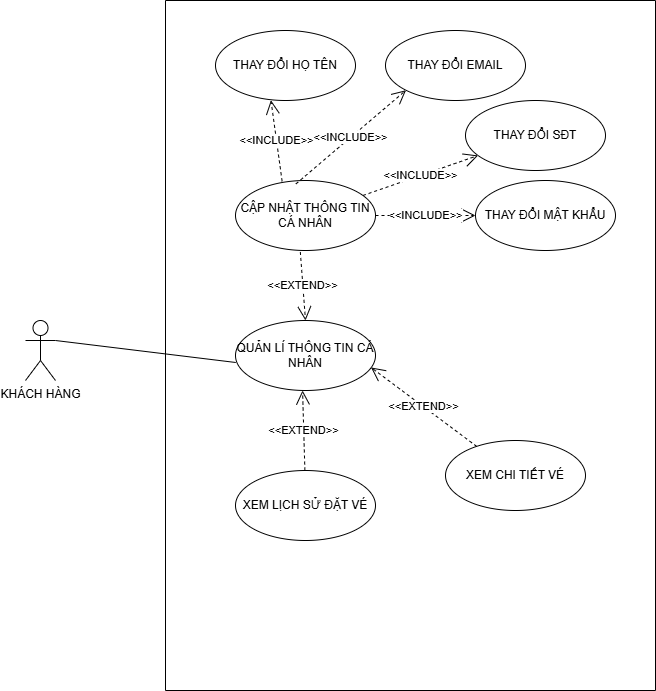 THAY ĐỔI HỌ TÊN
THAY ĐỔI EMAIL
<<INCLUDE>>
<<INCLUDE>>
THAY ĐỔI SĐT
<<INCLUDE>>
CẬP NHẬT THÔNG TIN
CÁ NHÂN
<<INCLUDE>>
THAY ĐỔI MẬT KHẨU
<<EXTEND>>
QUẢN LÍ THÔNG TIN CÁ
NHÂN
KHÁCH HÀNG
<<EXTEND>>
<<EXTEND>>
XEM CHI TIẾT VÉ
XEM LỊCH SỬ ĐẶT VÉ